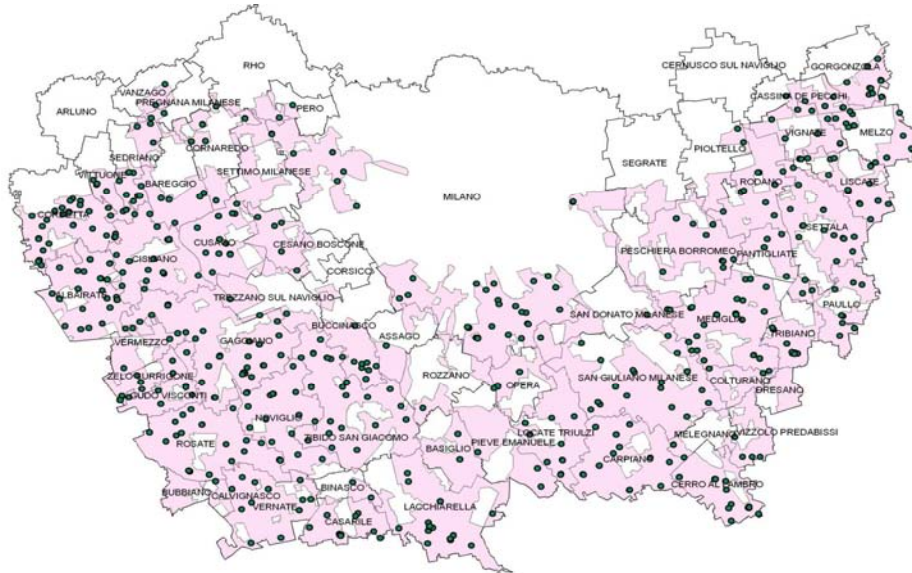 RHO
CERNUSCO SUL NAVIGLIO
GORGONZOLA
VANZAGO
PREGNANA MILANESE
PERO
ARLUNO
CASSINA DE PECCHI
CORNAREDO
VIGNATE
MELZO
SEDRIANO
PIOLTELLO
SEGRATE
SETTIMO MILANESE
VITTUONE
BAREGGIO
RODANO
LISCATE
MILANO
CORBETTA
CUSAGO
CESANO BOSCONE
SETTALA
PESCHIERA BORROMEO
PANTIGLIATE
CISLIANO
CORSICO
ALBAIRATE
TREZZANO SUL NAVIGLIO
PAULLO
SAN DONATO MILANESE
MEDIGLIA
BUCCINASCO
TRIBIANO
VERMEZZO
GAGGIANO
ASSAGO
ROZZANO
ZELO SURRIGONE
OPERA
SAN GIULIANO MILANESE
COLTURANO
DRESANO
GUDO VISCONTI
NOVIGLIO
LOCATE TRIULZI
MELEGNANO
VIZZOLO PREDABISSI
ROSATE
ZIBIDO SAN GIACOMO
BASIGLIO
PIEVE EMANUELE
CARPIANO
CERRO AL LAMBRO
BINASCO
BUBBIANO
CALVIGNASCO
VERNATE
LACCHIARELLA
CASARILE